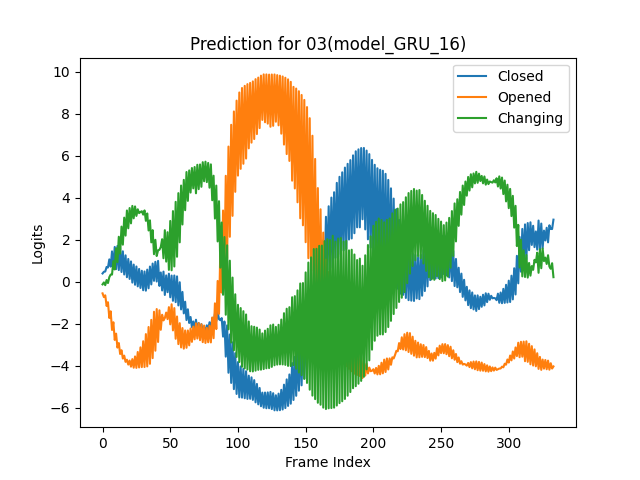 Prediction for 03(model_GRU_16)
Closed
Opened
Changing
Logits
10
8
6
4
2
0
−2
−4
−6
0 50 100 150 200 250 300
Frame Index